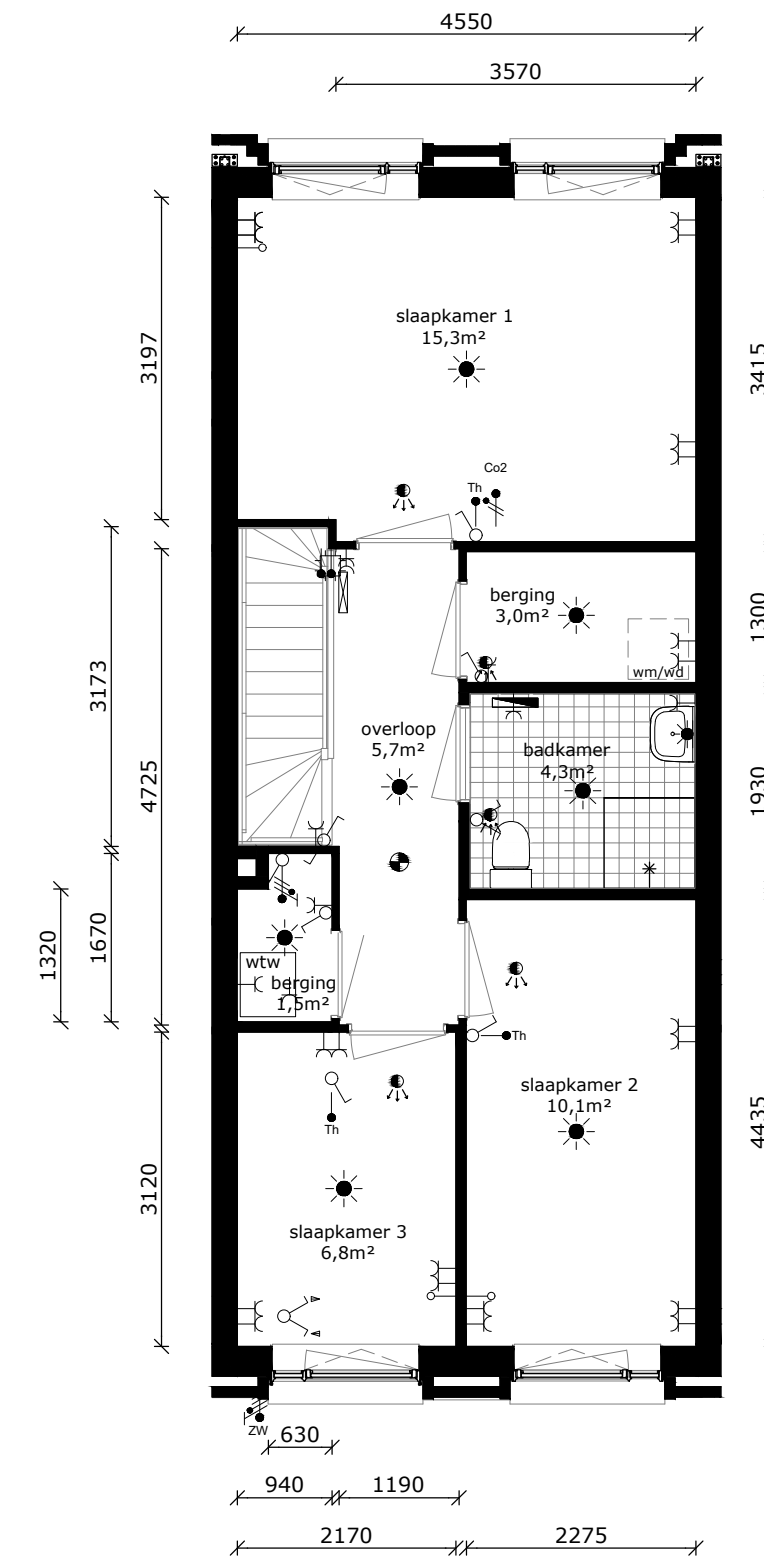 4550
3570
3197
3415
slaapkamer 1
15,3m²
Co2
Th
berging
3,0m²
wm/wd
1300
3173
4725
overloop
5,7m²
badkamer
4,3m²
1930
1320
1670
wtw
berging
1,5m²
Th
slaapkamer 2
10,1m²
4435
Th
3120
slaapkamer 3
6,8m²
ZW
630
940
1190
2170
2275